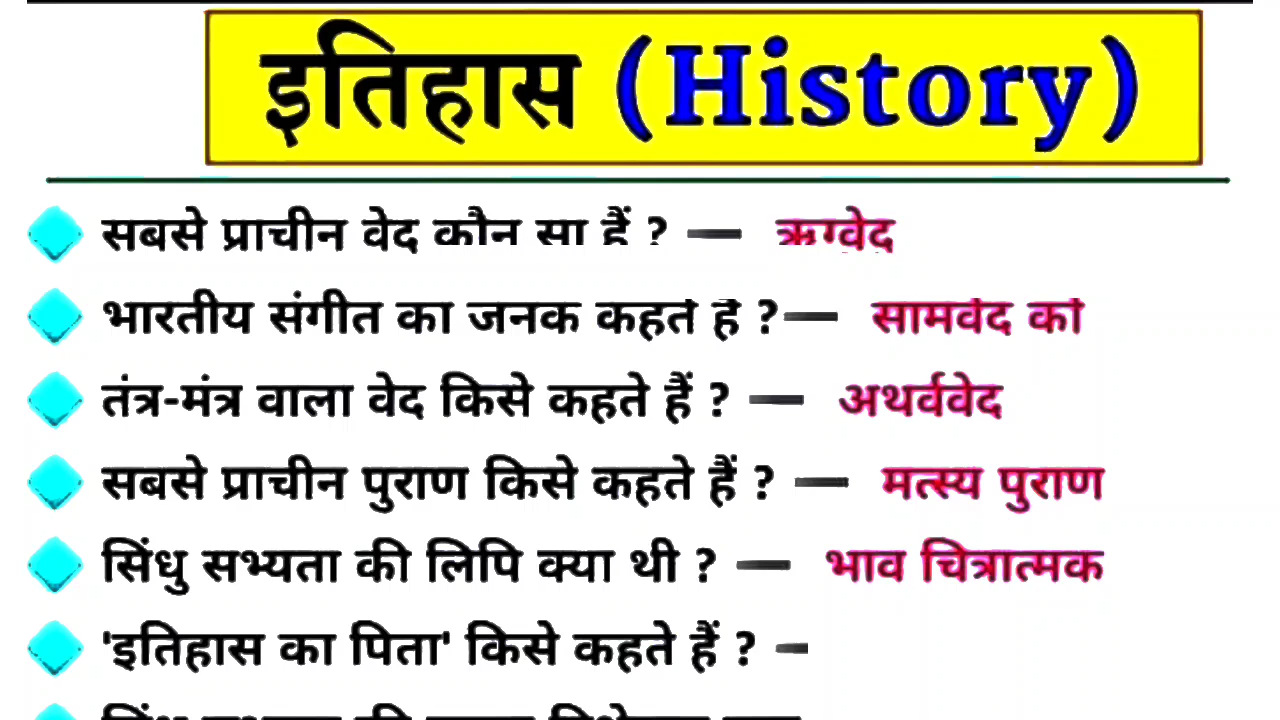 इतिहास (History)
सबसे प्राचीन वेद कौन सा हैं ? — ऋग्वेद
भारतीय संगीत का जनक कहते है ?— सामवेद को
तंत्र-मंत्र वाला वेद किसे कहते हैं ? — अथर्ववेद
सबसे प्राचीन पुराण किसे कहते हैं ? — मत्स्य पुराण
सिंधु सभ्यता की लिपि क्या थी ? — भाव चित्रात्मक
'इतिहास का पिता' किसे कहते हैं ? –